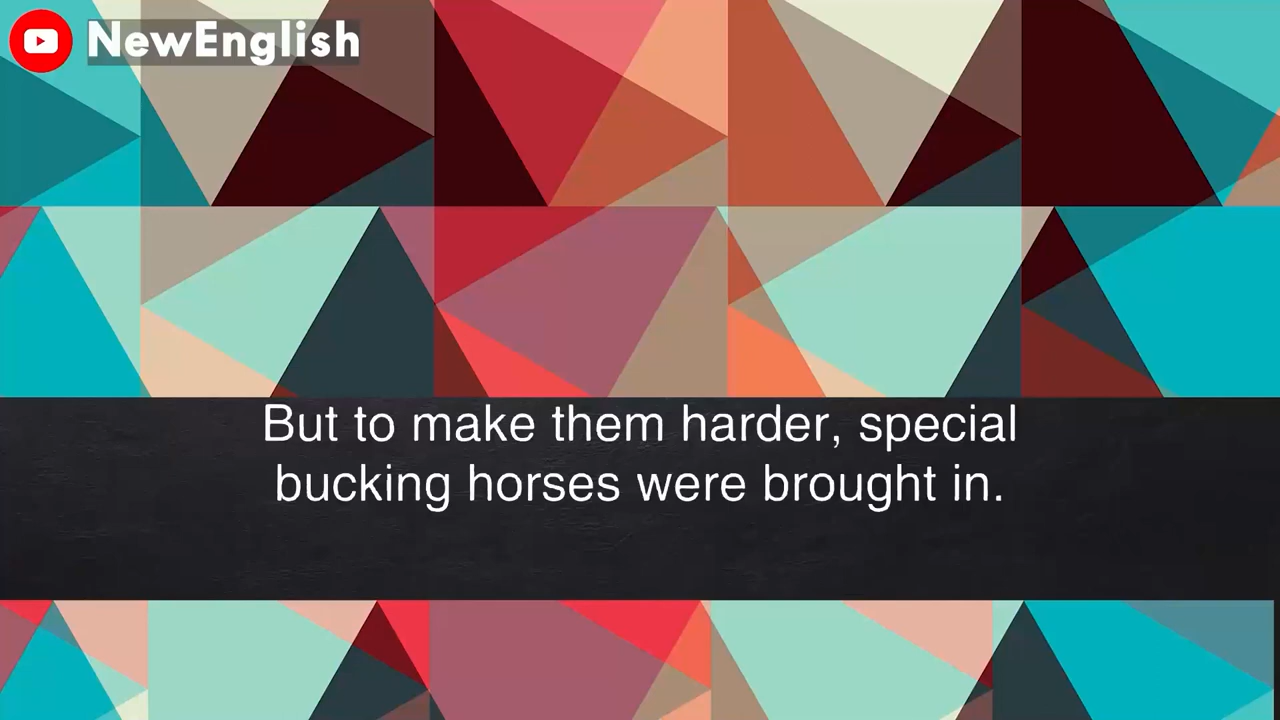 NewEnglish
But to make them harder, special
bucking horses were brought in.